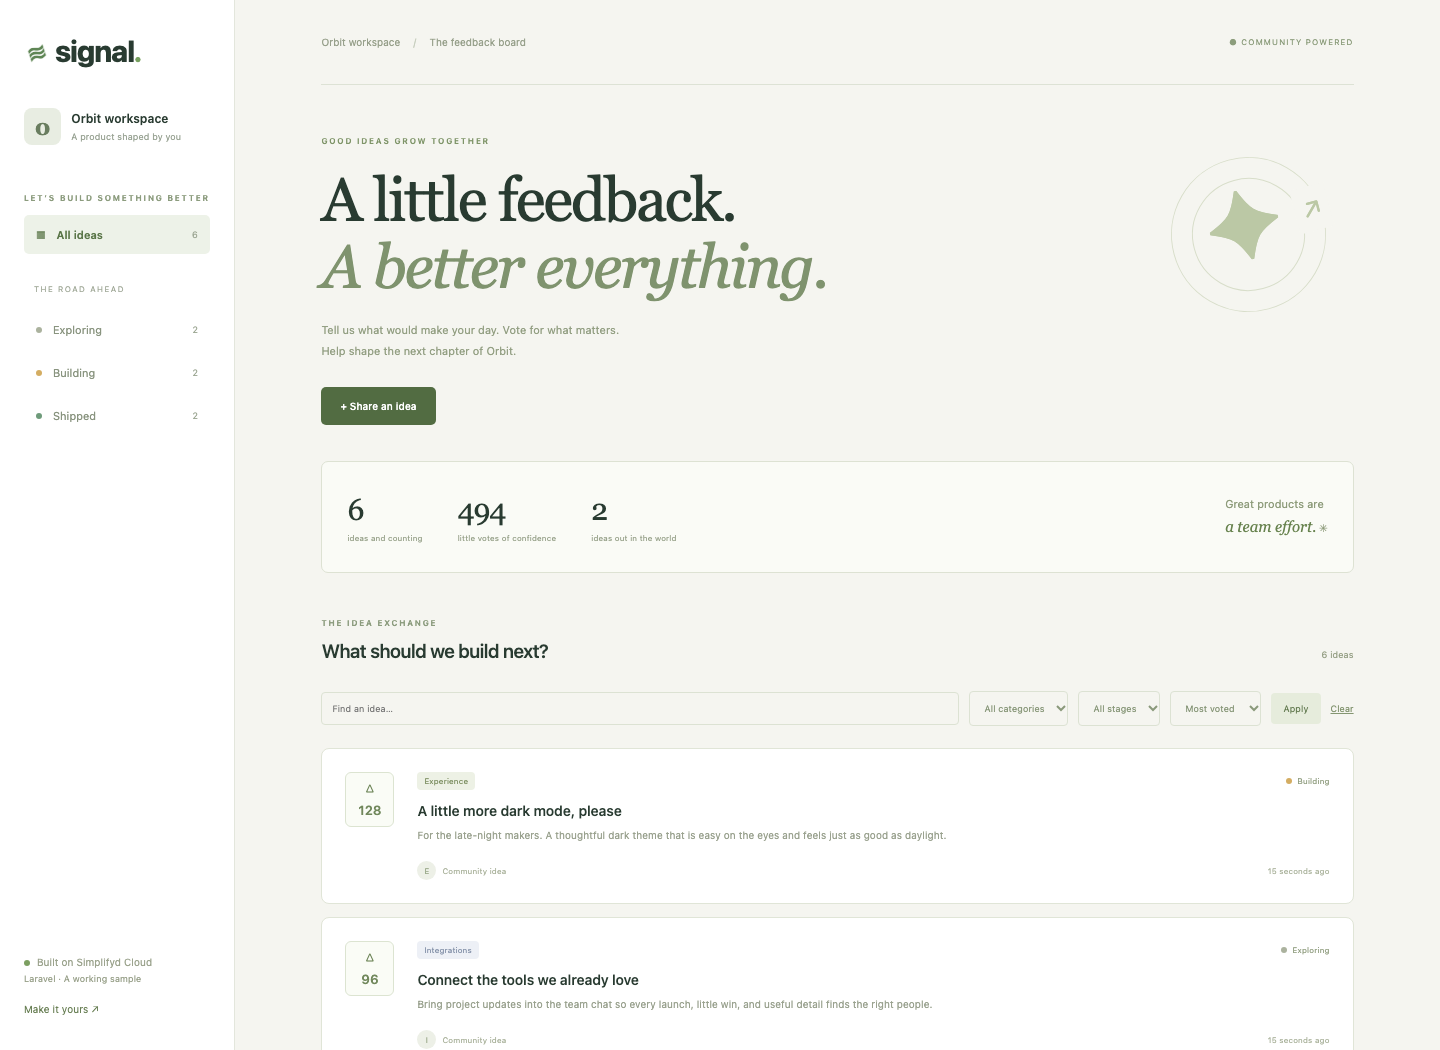 signal.
o
Orbit workspace
A product shaped by you
LET'S BUILD SOMETHING BETTER
All ideas 6
THE ROAD AHEAD
Exploring 2
Building 2
Shipped 2
Built on Simplifyd Cloud
Laravel · A working sample
Make it yours ↗
Orbit workspace / The feedback board
COMMUNITY POWERED
GOOD IDEAS GROW TOGETHER
A little feedback.
A better everything.
Tell us what would make your day. Vote for what matters.
Help shape the next chapter of Orbit.
+ Share an idea
6 494 2
ideas and counting little votes of confidence ideas out in the world
Great products are
a team effort. ✳
THE IDEA EXCHANGE
What should we build next?
6 ideas
Find an idea... All categories All stages Most voted Apply Clear
Experience Building
128
A little more dark mode, please
For the late-night makers. A thoughtful dark theme that is easy on the eyes and feels just as good as daylight.
E Community idea 15 seconds ago
Integrations Exploring
96
Connect the tools we already love
Bring project updates into the team chat so every launch, little win, and useful detail finds the right people.
I Community idea 15 seconds ago